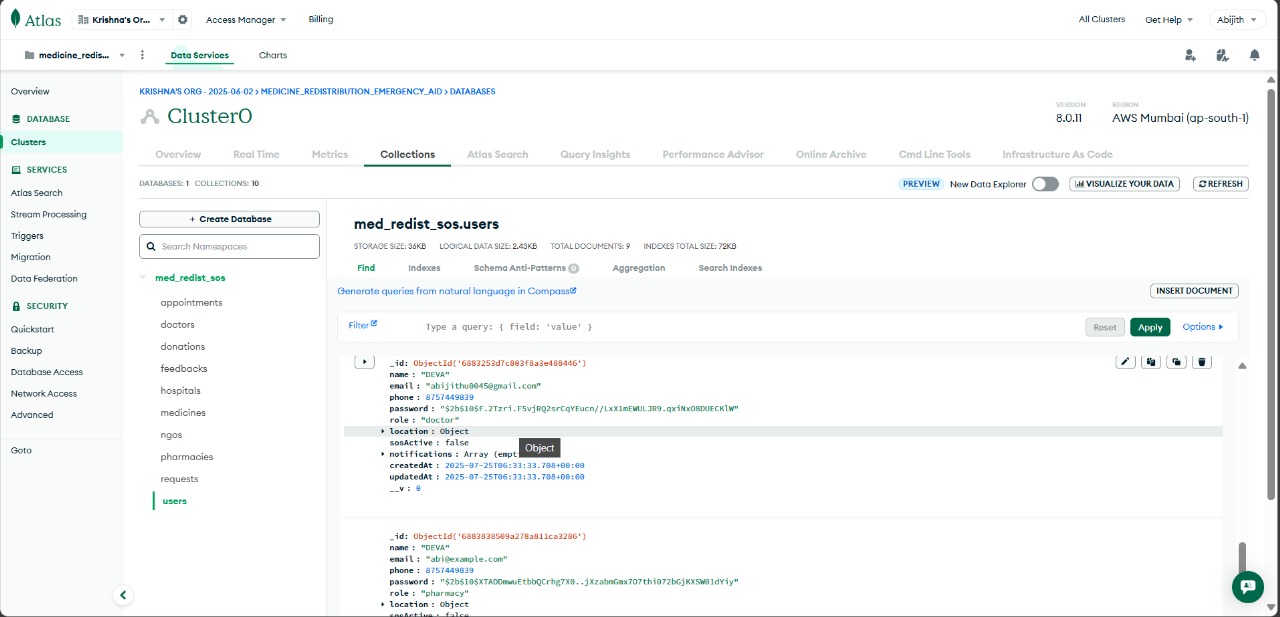 Atlas Krishna's Org... Access Manager Billing All Clusters Get Help Abijith
medicine_redis... Data Services Charts
Overview
DATABASE
Clusters
SERVICES
Atlas Search
Stream Processing
Triggers
Migration
Data Federation
SECURITY
Quickstart
Backup
Database Access
Network Access
Advanced
Goto
KRISHNA'S ORG - 2025-06-02 > MEDICINE_REDISTRIBUTION_EMERGENCY_AID > DATABASES
Cluster0
VERSION
8.0.11
REGION
AWS Mumbai (ap-south-1)
Overview Real Time Metrics Collections Atlas Search Query Insights Performance Advisor Online Archive Cmd Line Tools Infrastructure As Code
DATABASES: 1 COLLECTIONS: 10
PREVIEW New Data Explorer VISUALIZE YOUR DATA REFRESH
+ Create Database
Search Namespaces
med_redist_sos
appointments
doctors
donations
feedbacks
hospitals
medicines
ngos
pharmacies
requests
users
med_redist_sos.users
STORAGE SIZE: 36KB LOGICAL DATA SIZE: 2.43KB TOTAL DOCUMENTS: 9 INDEXES TOTAL SIZE: 72KB
Find Indexes Schema Anti-Patterns 0 Aggregation Search Indexes
Generate queries from natural language in Compass
INSERT DOCUMENT
Filter Type a query: { field: 'value' } Reset Apply Options
_id: ObjectId('6883253d7c803f8a3e488446')
name : "DEVA"
email : "abijithu0045@gmail.com"
phone : 8757449839
password : "$2b$10$F.2Tzri.F5vjRQ2srCqYEucn//LxX1mEWULJR9.qxiNxO8DUECKlW"
role : "doctor"
location : Object
sosActive : false
Object
notifications : Array (empt
createdAt : 2025-07-25T06:33:33.708+00:00
updatedAt : 2025-07-25T06:33:33.708+00:00
__v : 0
_id: ObjectId('6883838509a278a811ca3286')
name : "DEVA"
email : "abi@example.com"
phone : 8757449839
password : "$2b$10$XTADDmwuEtbbQCrhg7X0..jXzabmGmx7O7thi072bGjKXSW01dYiy"
role : "pharmacy"
location : Object
sosActive : false